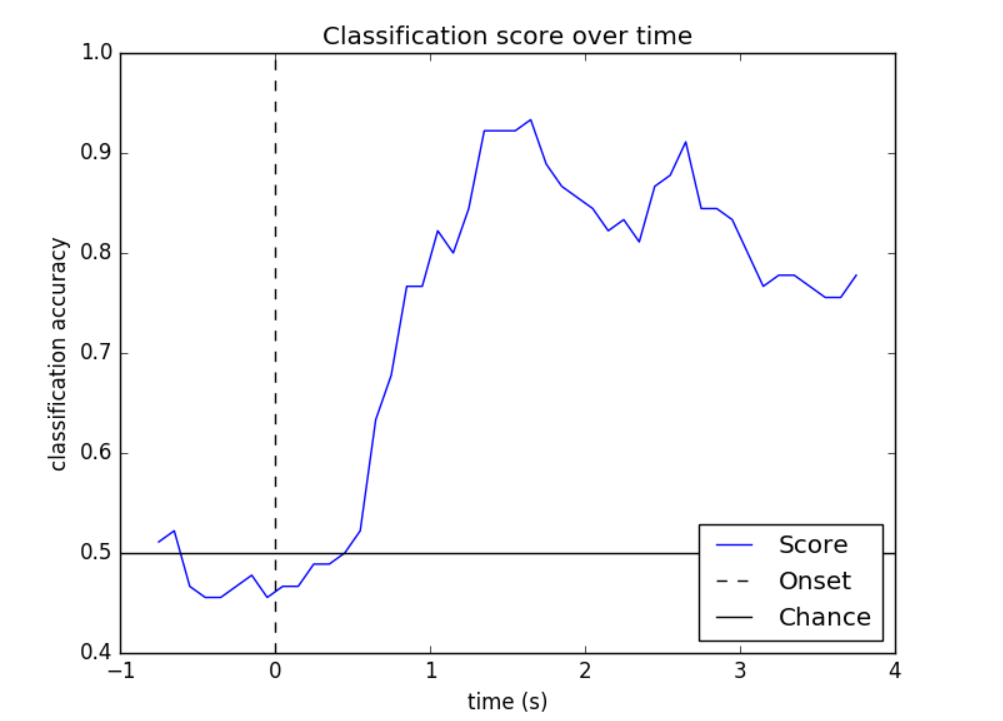 Classification score over time
1.0
0.9
0.8
0.7
0.6
0.5
0.4
classification accuracy
−1
0
1
2
3
4
time (s)
Score
Onset
Chance